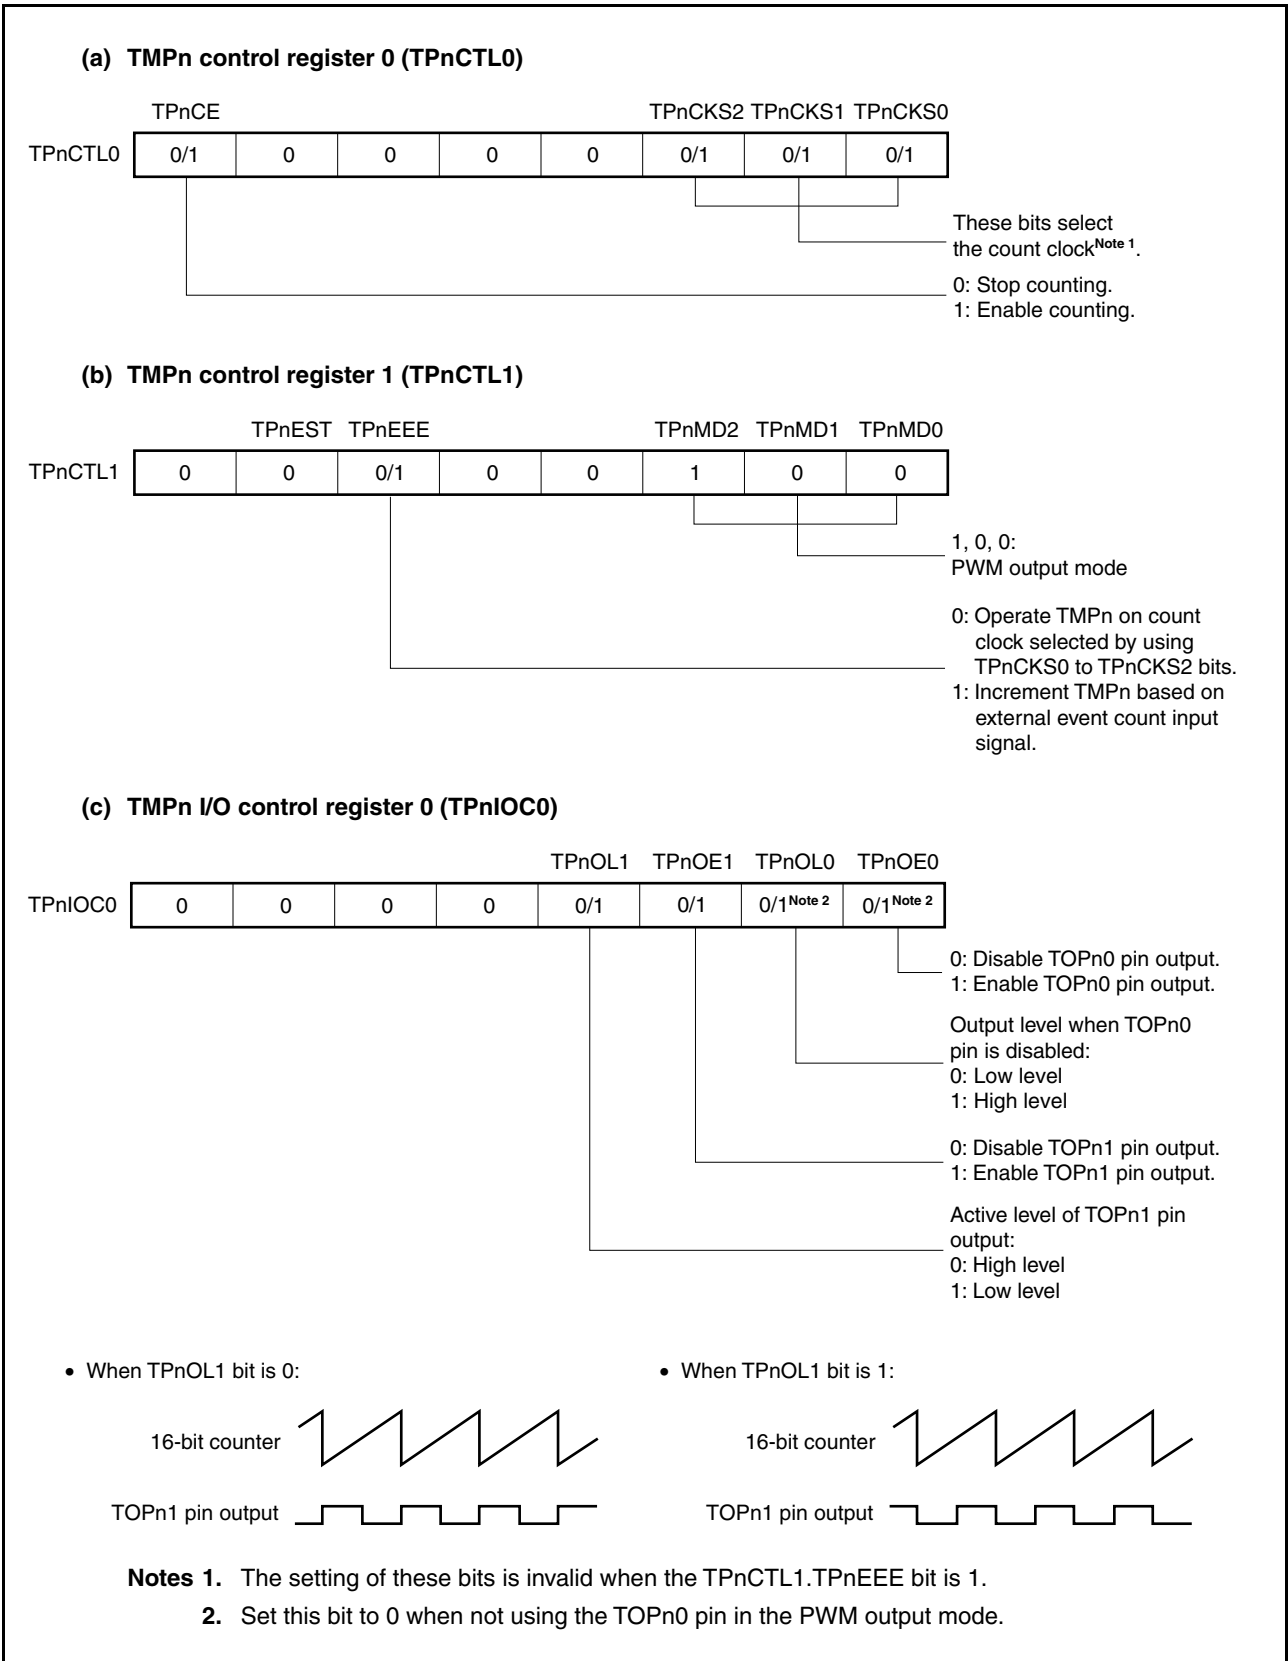 (a) TMPn control register 0 (TPnCTL0)
TPnCE TPnCKS2 TPnCKS1 TPnCKS0
TPnCTL0 0/1 0 0 0 0 0/1 0/1 0/1
These bits select
the count clockNote 1.
0: Stop counting.
1: Enable counting.
(b) TMPn control register 1 (TPnCTL1)
TPnEST TPnEEE TPnMD2 TPnMD1 TPnMD0
TPnCTL1 0 0 0/1 0 0 1 0 0
1, 0, 0:
PWM output mode
0: Operate TMPn on count
clock selected by using
TPnCKS0 to TPnCKS2 bits.
1: Increment TMPn based on
external event count input
signal.
(c) TMPn I/O control register 0 (TPnIOC0)
TPnOL1 TPnOE1 TPnOL0 TPnOE0
TPnIOC0 0 0 0 0 0/1 0/1 0/1Note 2 0/1Note 2
0: Disable TOPn0 pin output.
1: Enable TOPn0 pin output.
Output level when TOPn0
pin is disabled:
0: Low level
1: High level
0: Disable TOPn1 pin output.
1: Enable TOPn1 pin output.
Active level of TOPn1 pin
output:
0: High level
1: Low level
• When TPnOL1 bit is 0:
16-bit counter
TOPn1 pin output
• When TPnOL1 bit is 1:
16-bit counter
TOPn1 pin output
Notes 1. The setting of these bits is invalid when the TPnCTL1.TPnEEE bit is 1.
2. Set this bit to 0 when not using the TOPn0 pin in the PWM output mode.